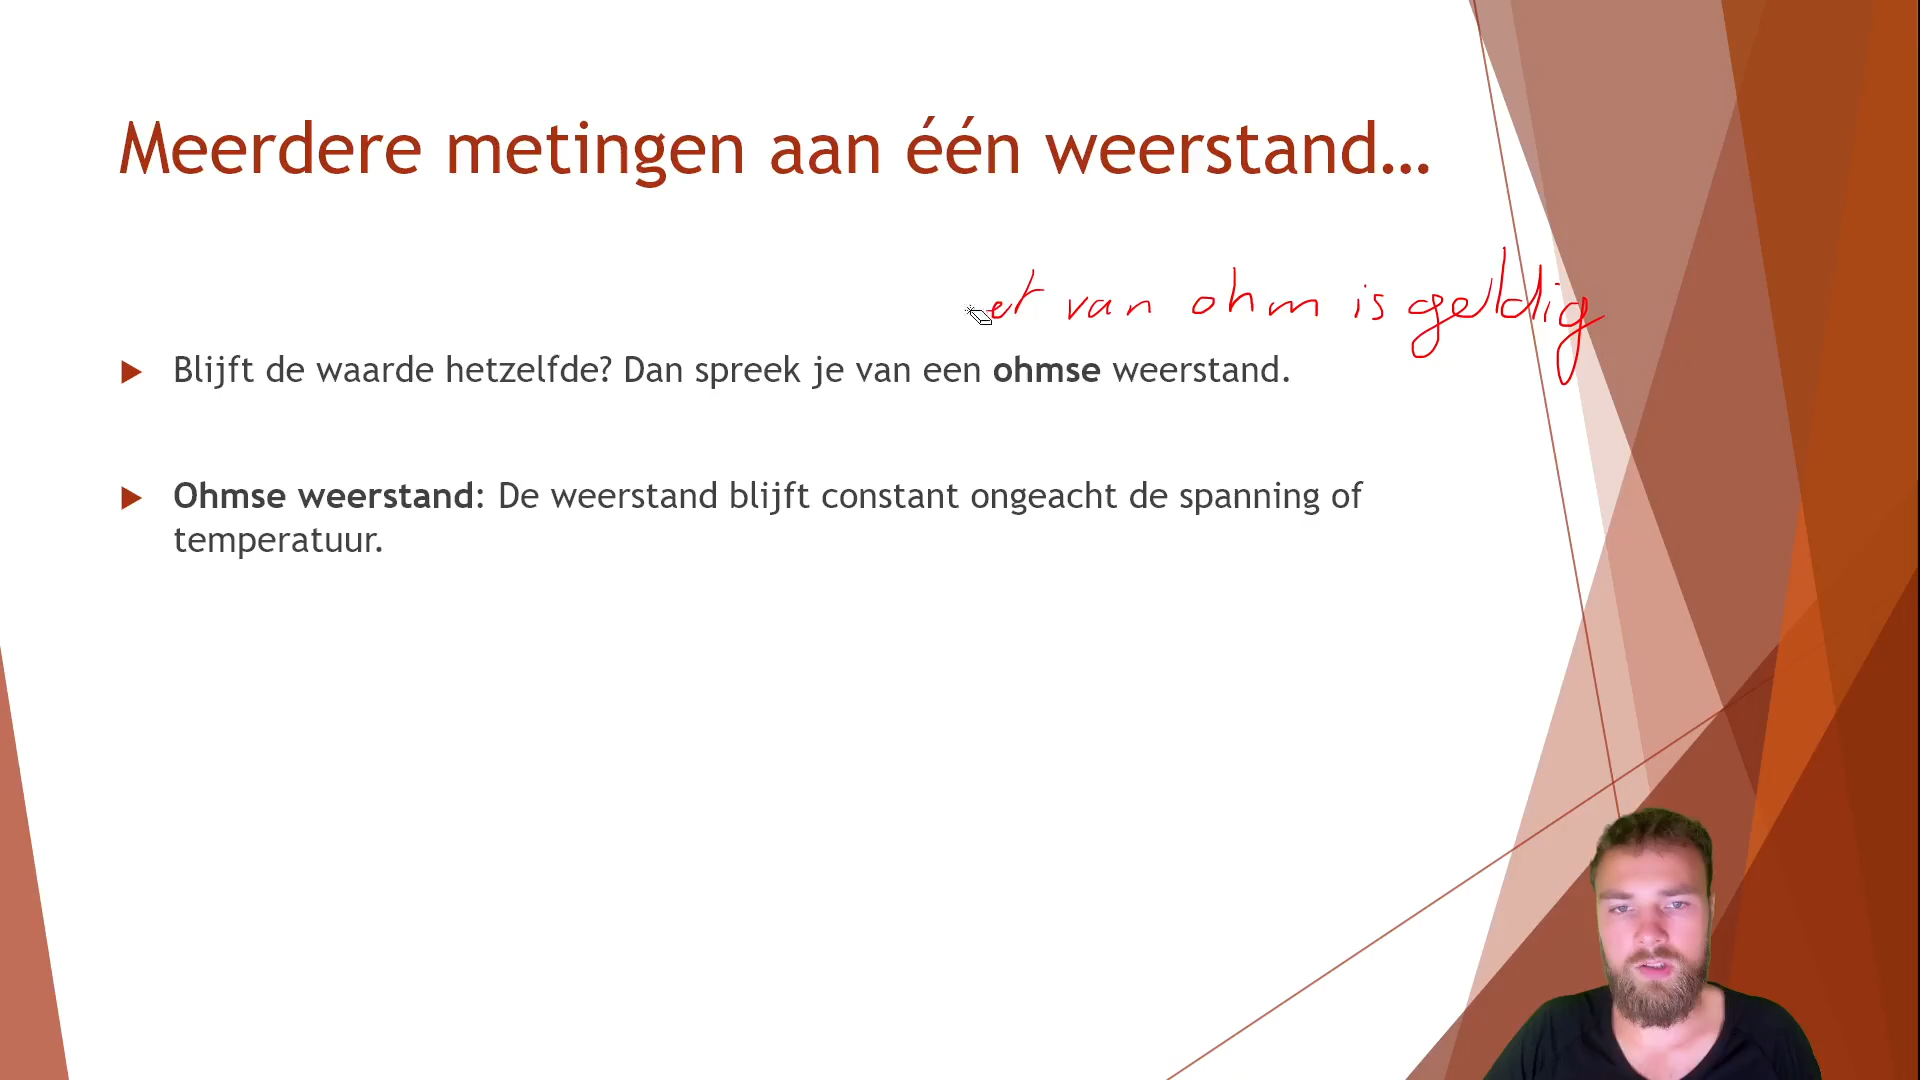 Meerdere metingen aan één weerstand...
et van ohm is geldig
Blijft de waarde hetzelfde? Dan spreek je van een ohmse weerstand.
Ohmse weerstand: De weerstand blijft constant ongeacht de spanning of
temperatuur.